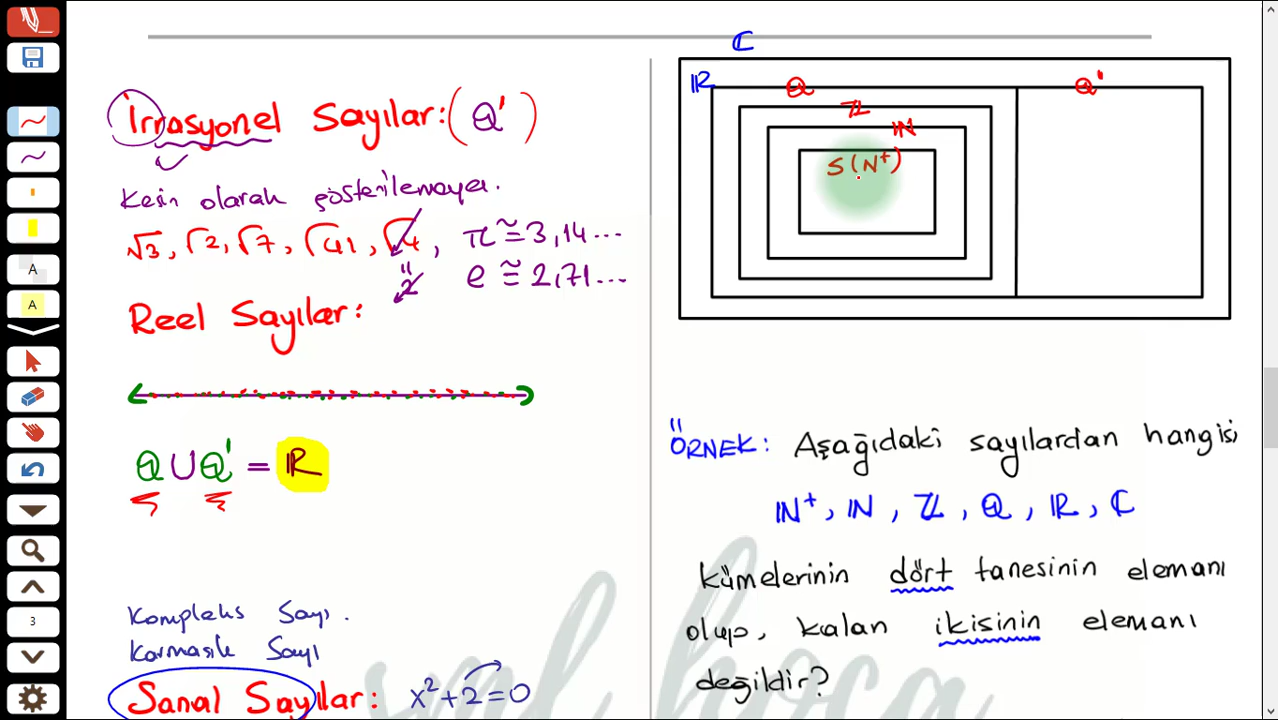 İrrasyonel Sayılar: (Q')
Kesin olarak gösterilemeyen.
√3, √2, √7, √41, √4, π ≅ 3,14...
"
2
e ≅ 2,71...
Reel Sayılar:
Q ∪ Q' = ℝ
Kompleks Sayı.
Karmaşık Sayı
Sanal Sayılar: x²+2=0
ℂ
ℝ
Q
Q'
ℤ
ℕ
S(N⁺)
ÖRNEK: Aşağıdaki sayılardan hangisi
ℕ⁺, ℕ, ℤ, Q, ℝ, ℂ
kümelerinin dört tanesinin elemanı
olup, kalan ikisinin elemanı
değildir?
A
A
3